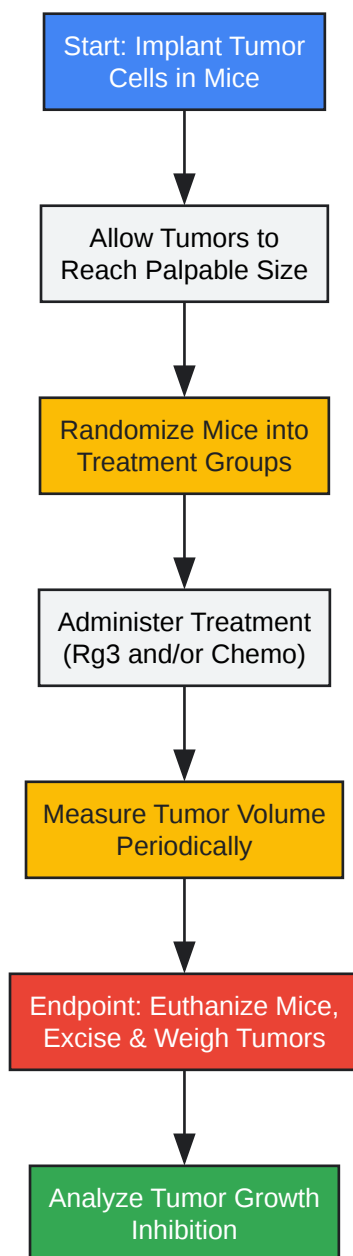 Start: Implant Tumor
Cells in Mice
Allow Tumors to
Reach Palpable Size
Randomize Mice into
Treatment Groups
Administer Treatment
(Rg3 and/or Chemo)
Measure Tumor Volume
Periodically
Endpoint: Euthanize Mice,
Excise & Weigh Tumors
Analyze Tumor Growth
Inhibition